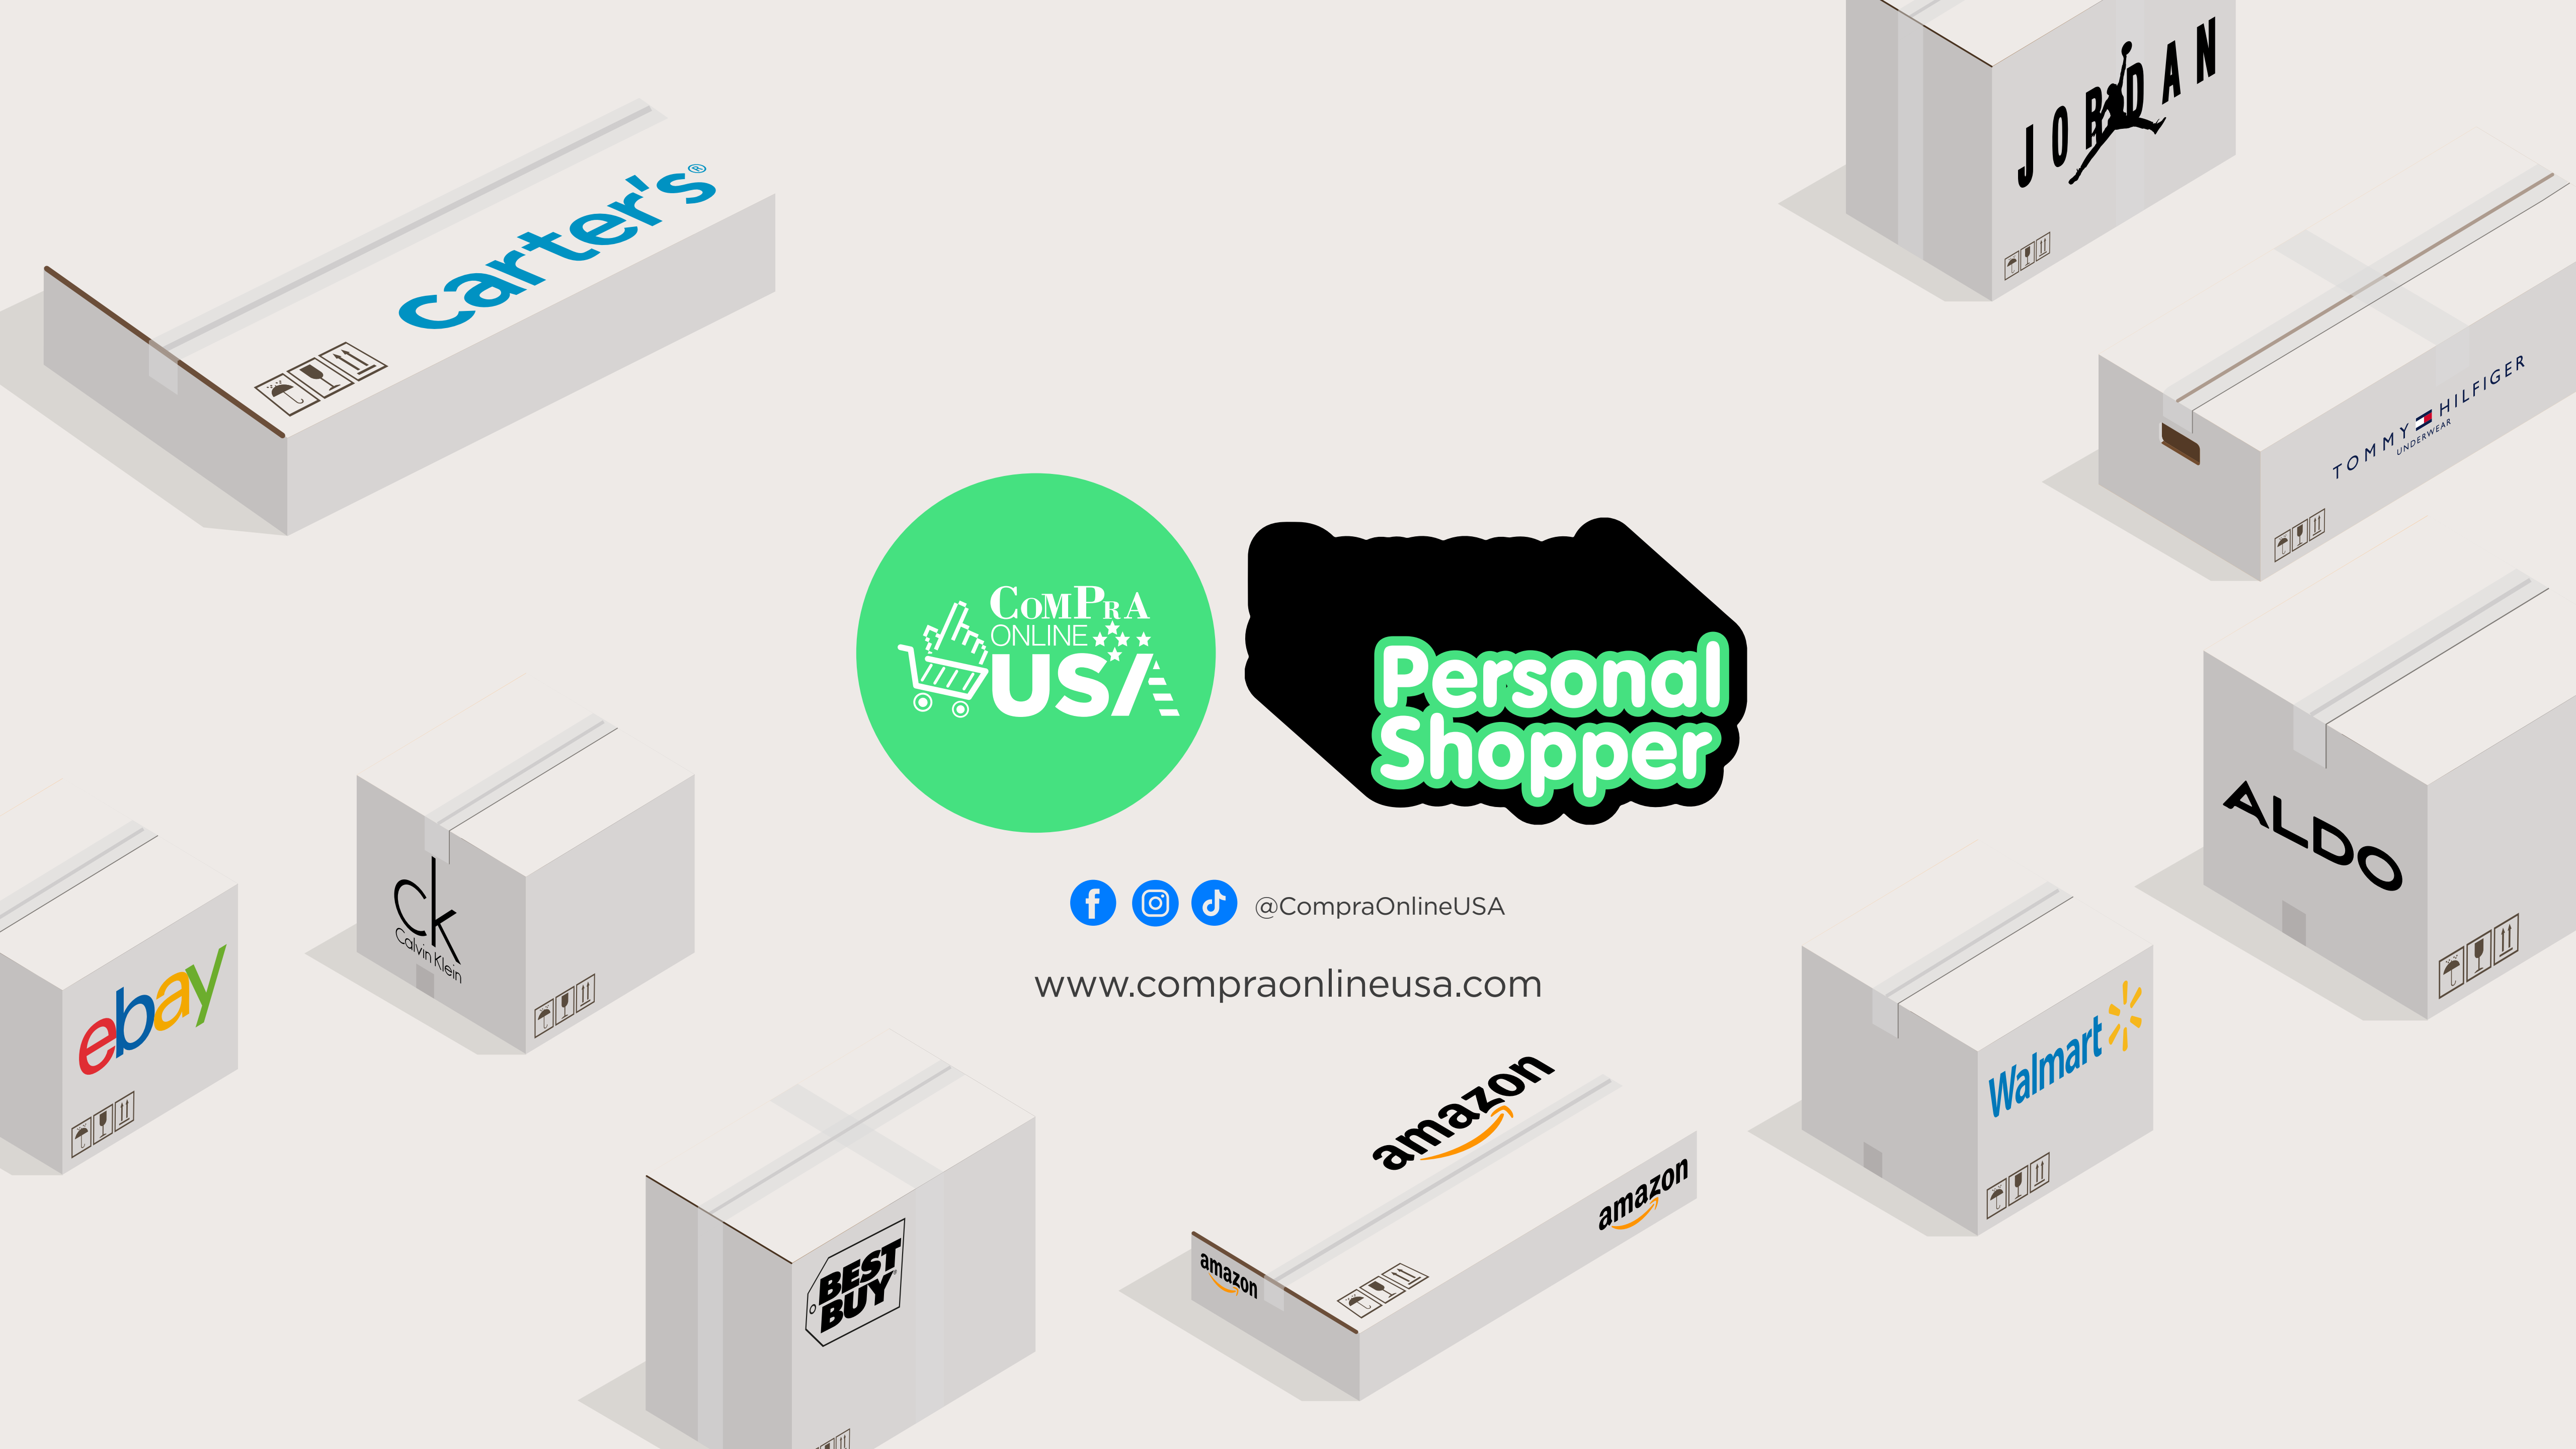 JORDAN
carter's®
TOMMY HILFIGER
UNDERWEAR
COMPRA
ONLINE
USA
Personal
Shopper
ALDO
ck
Calvin Klein
@CompraOnlineUSA
www.compraonlineusa.com
ebay
Walmart
amazon
amazon
amazon
BEST
BUY